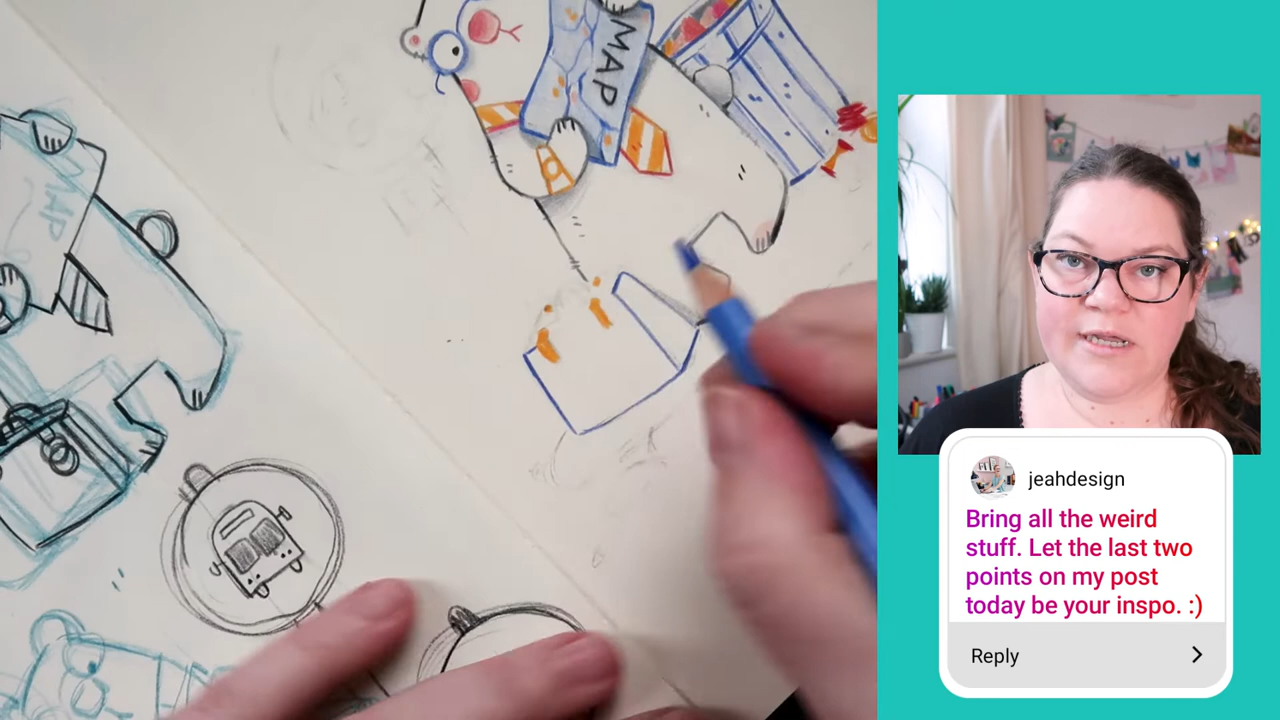 MAP
MAP
jeahdesign
Bring all the weird
stuff. Let the last two
points on my post
today be your inspo. :)
Reply